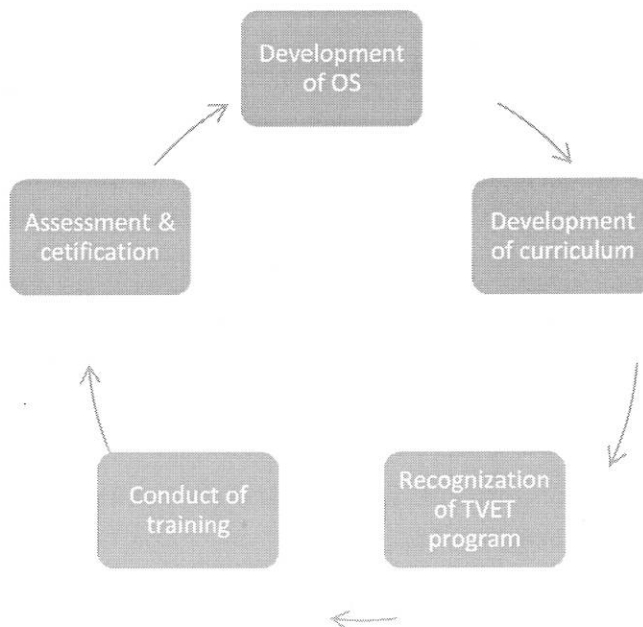 Development
of OS
Development
of curriculum
Recognization
of TVET
program
Conduct of
training
Assessment &
cetification